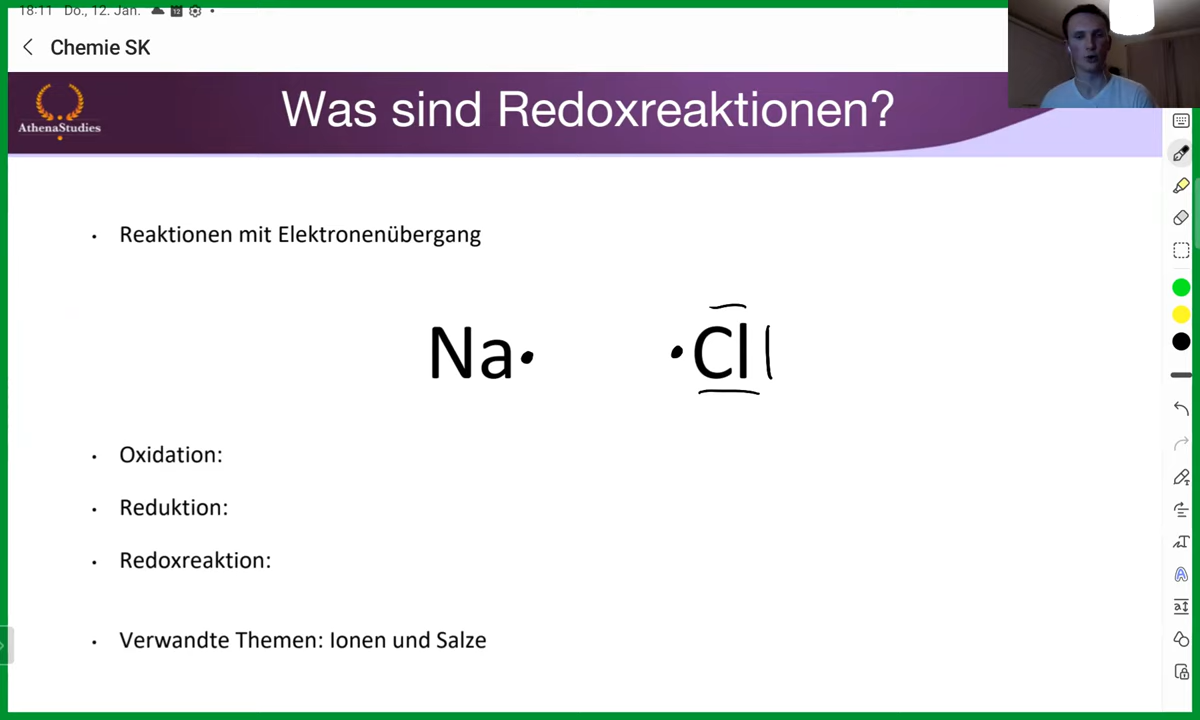 18:11 Do., 12. Jan.
Chemie SK
AthenaStudies
Was sind Redoxreaktionen?
• Reaktionen mit Elektronenübergang
Na• •Cl
• Oxidation:
• Reduktion:
• Redoxreaktion:
• Verwandte Themen: Ionen und Salze